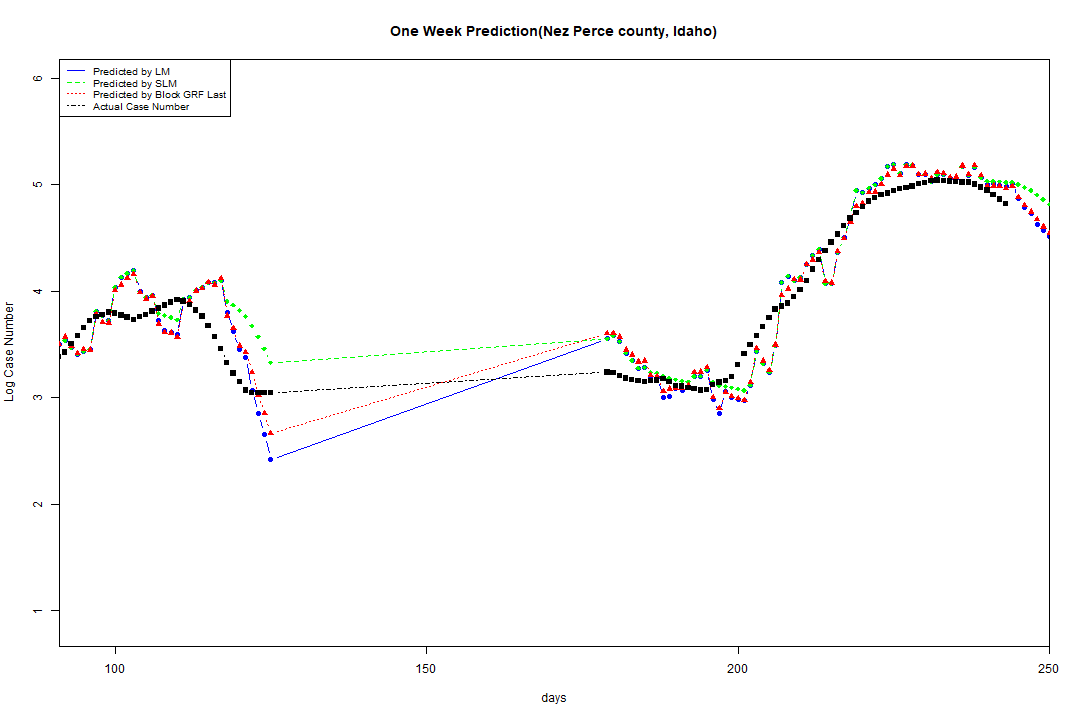 One Week Prediction(Nez Perce county, Idaho)
Predicted by LM
Predicted by SLM
Predicted by Block GRF Last
Actual Case Number
6
5
4
3
2
1
Log Case Number
100
150
200
250
days